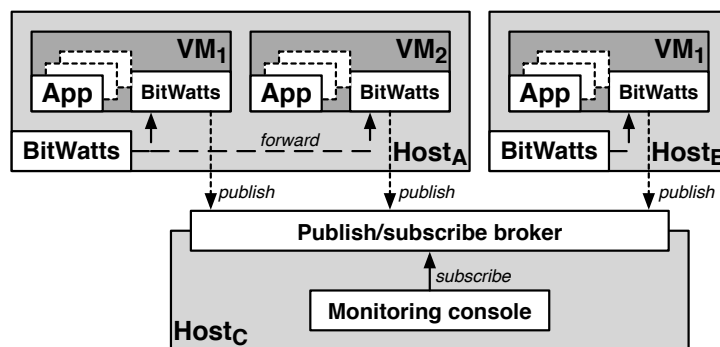 VM1
VM2
VM1
App
BitWatts
App
BitWatts
App
BitWatts
BitWatts
forward
HostA
BitWatts
HostB
publish
publish
publish
Publish/subscribe broker
subscribe
Monitoring console
HostC